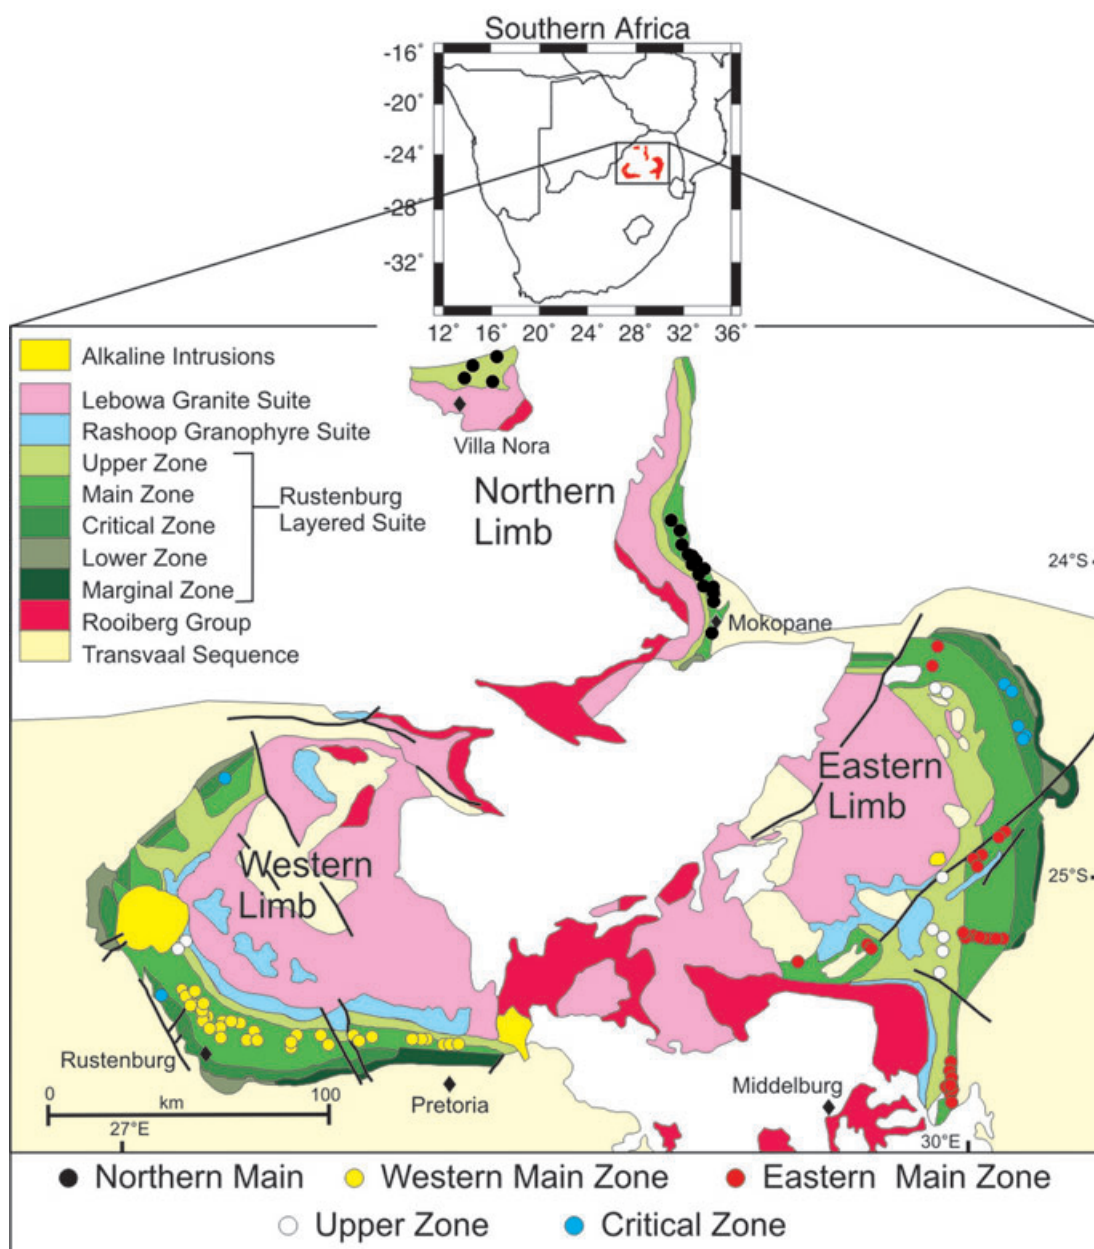 Southern Africa
-16°
-20°
-24°
-28°
-32°
12° 16° 20° 24° 28° 32° 36°
Alkaline Intrusions
Lebowa Granite Suite
Rashoop Granophyre Suite
Upper Zone
Main Zone
Critical Zone
Lower Zone
Marginal Zone
Rustenburg
Layered Suite
Rooiberg Group
Transvaal Sequence
Villa Nora
Northern
Limb
24°S
Mokopane
Eastern
Limb
Western
Limb
25°S
Rustenburg
Pretoria
Middelburg
0 100
km
27°E
30°E
Northern Main
Western Main Zone
Eastern Main Zone
Upper Zone
Critical Zone